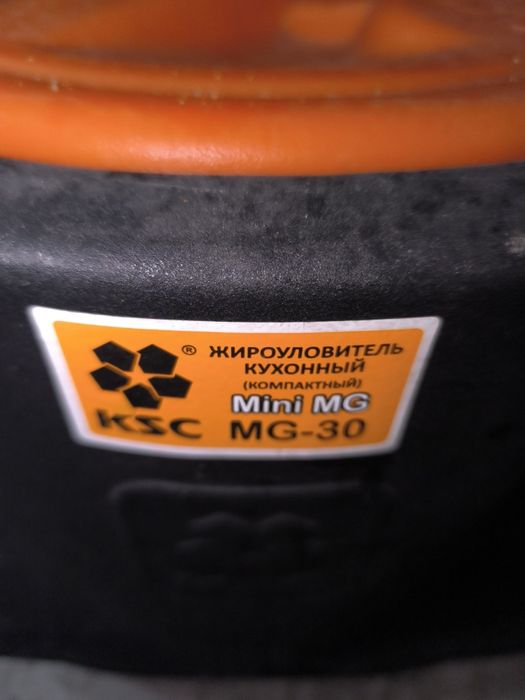 ® ЖИРОУЛОВИТЕЛЬ
КУХОННЫЙ
(КОМПАКТНЫЙ)
Mini MG
KSC MG-30